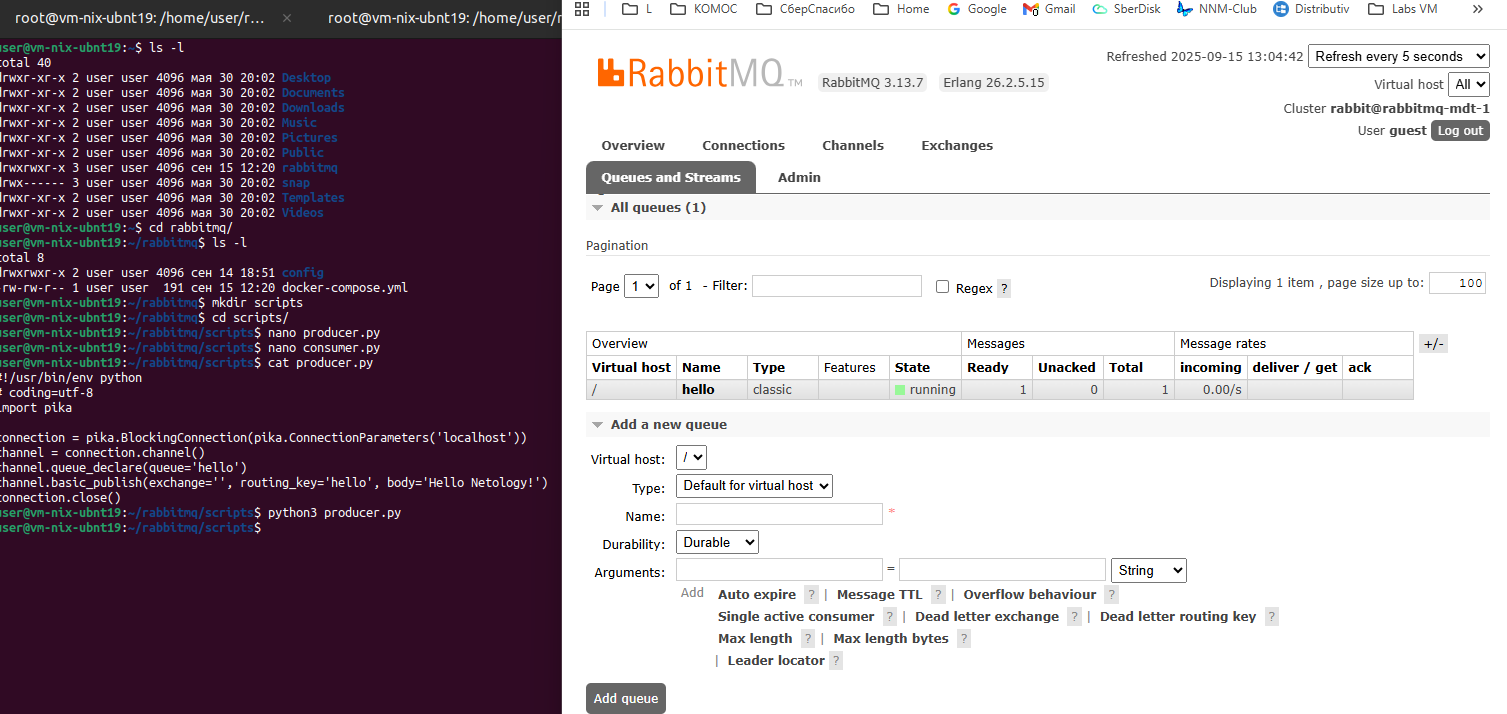 root@vm-nix-ubnt19: /home/user/r... × root@vm-nix-ubnt19: /home/user/r
user@vm-nix-ubnt19:~$ ls -l
total 40
drwxr-xr-x 2 user user 4096 мая 30 20:02 Desktop
drwxr-xr-x 2 user user 4096 мая 30 20:02 Documents
drwxr-xr-x 2 user user 4096 мая 30 20:02 Downloads
drwxr-xr-x 2 user user 4096 мая 30 20:02 Music
drwxr-xr-x 2 user user 4096 мая 30 20:02 Pictures
drwxr-xr-x 2 user user 4096 мая 30 20:02 Public
drwxrwxr-x 3 user user 4096 сен 15 12:20 rabbitmq
drwx------ 3 user user 4096 мая 30 20:02 snap
drwxr-xr-x 2 user user 4096 мая 30 20:02 Templates
drwxr-xr-x 2 user user 4096 мая 30 20:02 Videos
user@vm-nix-ubnt19:~$ cd rabbitmq/
user@vm-nix-ubnt19:~/rabbitmq$ ls -l
total 8
drwxrwxr-x 2 user user 4096 сен 14 18:51 config
-rw-rw-r-- 1 user user  191 сен 15 12:20 docker-compose.yml
user@vm-nix-ubnt19:~/rabbitmq$ mkdir scripts
user@vm-nix-ubnt19:~/rabbitmq$ cd scripts/
user@vm-nix-ubnt19:~/rabbitmq/scripts$ nano producer.py
user@vm-nix-ubnt19:~/rabbitmq/scripts$ nano consumer.py
user@vm-nix-ubnt19:~/rabbitmq/scripts$ cat producer.py
#!/usr/bin/env python
# coding=utf-8
import pika
connection = pika.BlockingConnection(pika.ConnectionParameters('localhost'))
channel = connection.channel()
channel.queue_declare(queue='hello')
channel.basic_publish(exchange='', routing_key='hello', body='Hello Netology!')
connection.close()
user@vm-nix-ubnt19:~/rabbitmq/scripts$ python3 producer.py
user@vm-nix-ubnt19:~/rabbitmq/scripts$
L КОМОС СберСпасибо Home Google Gmail SberDisk NNM-Club Distributiv Labs VM »
Refreshed 2025-09-15 13:04:42 Refresh every 5 seconds
RabbitMQ TM RabbitMQ 3.13.7 Erlang 26.2.5.15
Virtual host All
Cluster rabbit@rabbitmq-mdt-1
User guest Log out
Overview Connections Channels Exchanges
Queues and Streams Admin
All queues (1)
Pagination
Page 1 of 1 - Filter: Regex ? Displaying 1 item , page size up to: 100
Overview Messages Message rates +/-
Virtual host Name Type Features State Ready Unacked Total incoming deliver / get ack
/ hello classic running 1 0 1 0.00/s
Add a new queue
Virtual host: /
Type: Default for virtual host
Name: *
Durability: Durable
Arguments: = String
Add Auto expire ? | Message TTL ? | Overflow behaviour ?
Single active consumer ? | Dead letter exchange ? | Dead letter routing key ?
Max length ? | Max length bytes ?
| Leader locator ?
Add queue